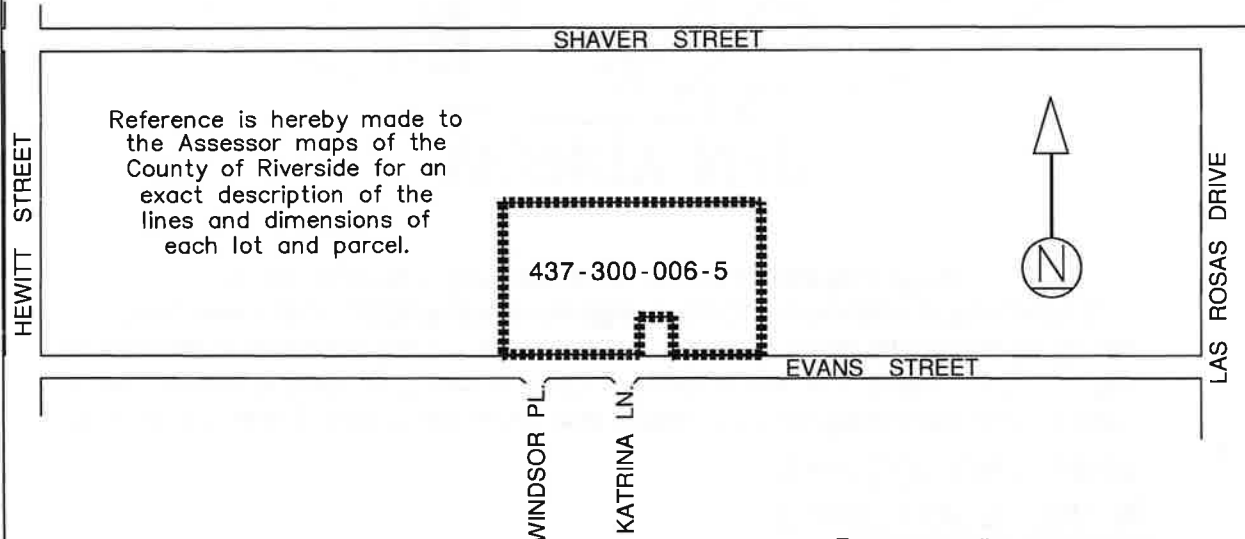 SHAVER STREET
Reference is hereby made to
the Assessor maps of the
County of Riverside for an
exact description of the
lines and dimensions of
each lot and parcel.
HEWITT STREET
437-300-006-5
N
LAS ROSAS DRIVE
EVANS STREET
WINDSOR PL.
KATRINA LN.